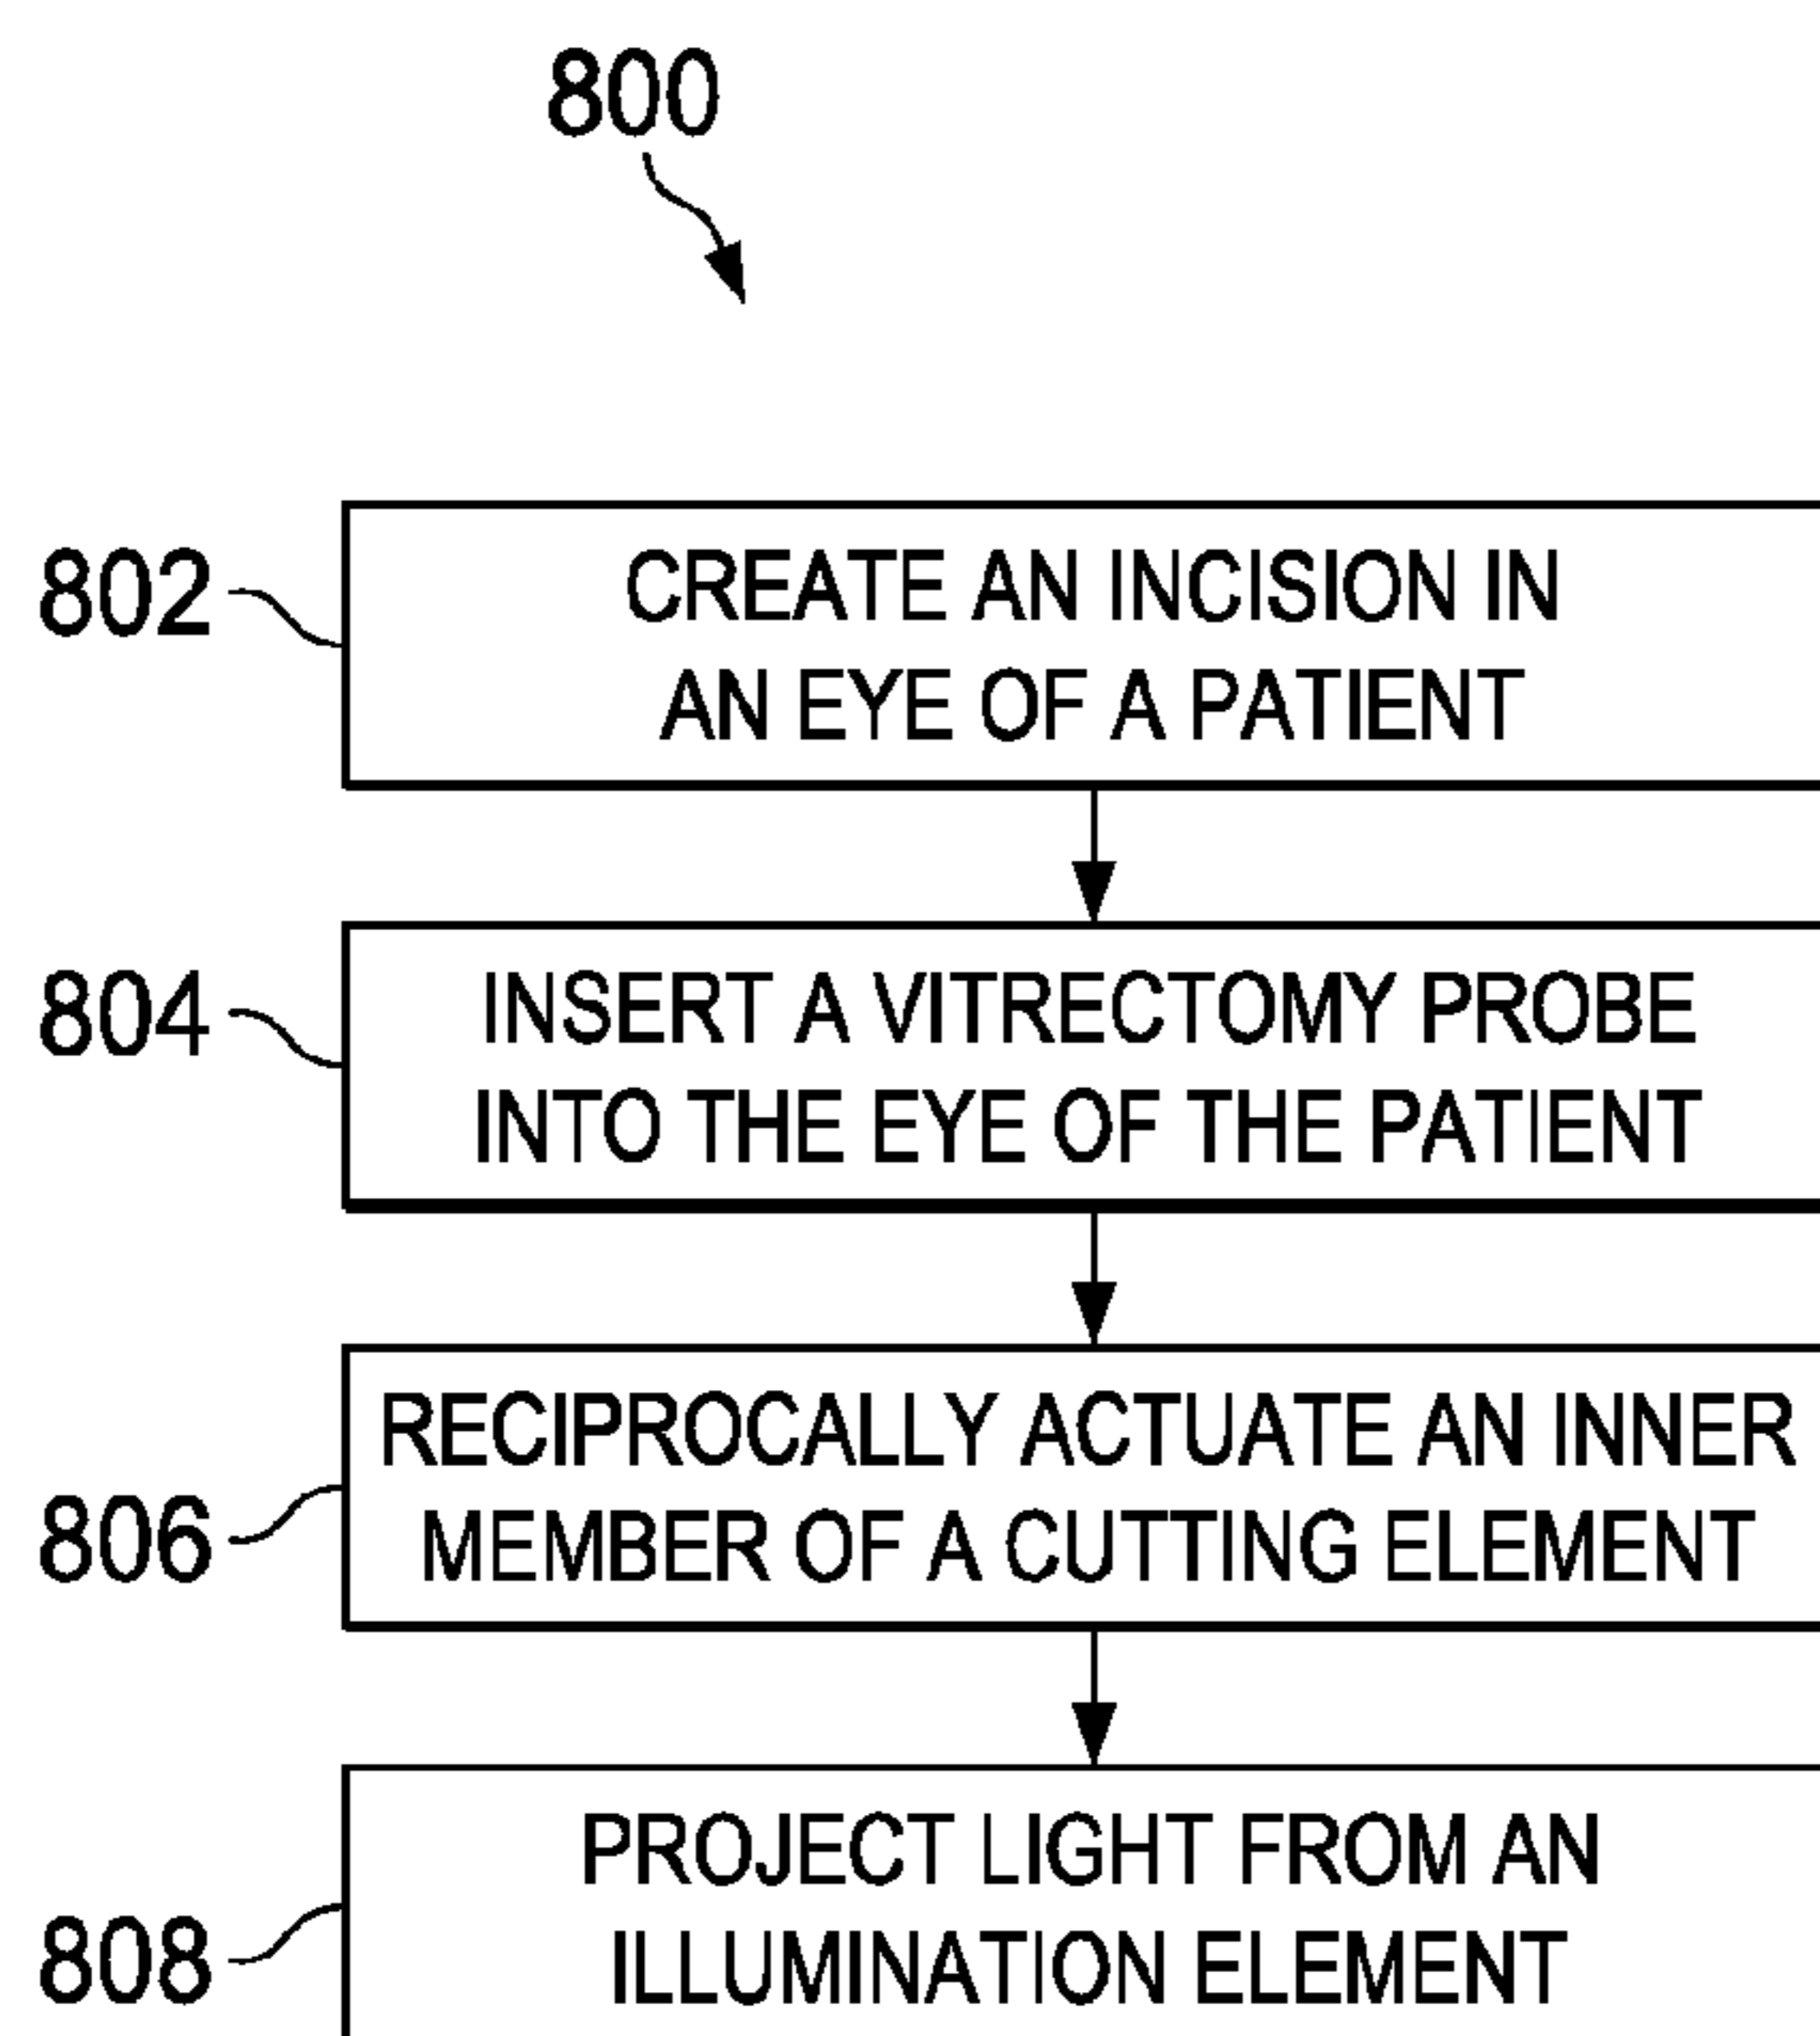 800
802
CREATE AN INCISION IN
AN EYE OF A PATIENT
804
INSERT A VITRECTOMY PROBE
INTO THE EYE OF THE PATIENT
806
RECIPROCALLY ACTUATE AN INNER
MEMBER OF A CUTTING ELEMENT
808
PROJECT LIGHT FROM AN
ILLUMINATION ELEMENT